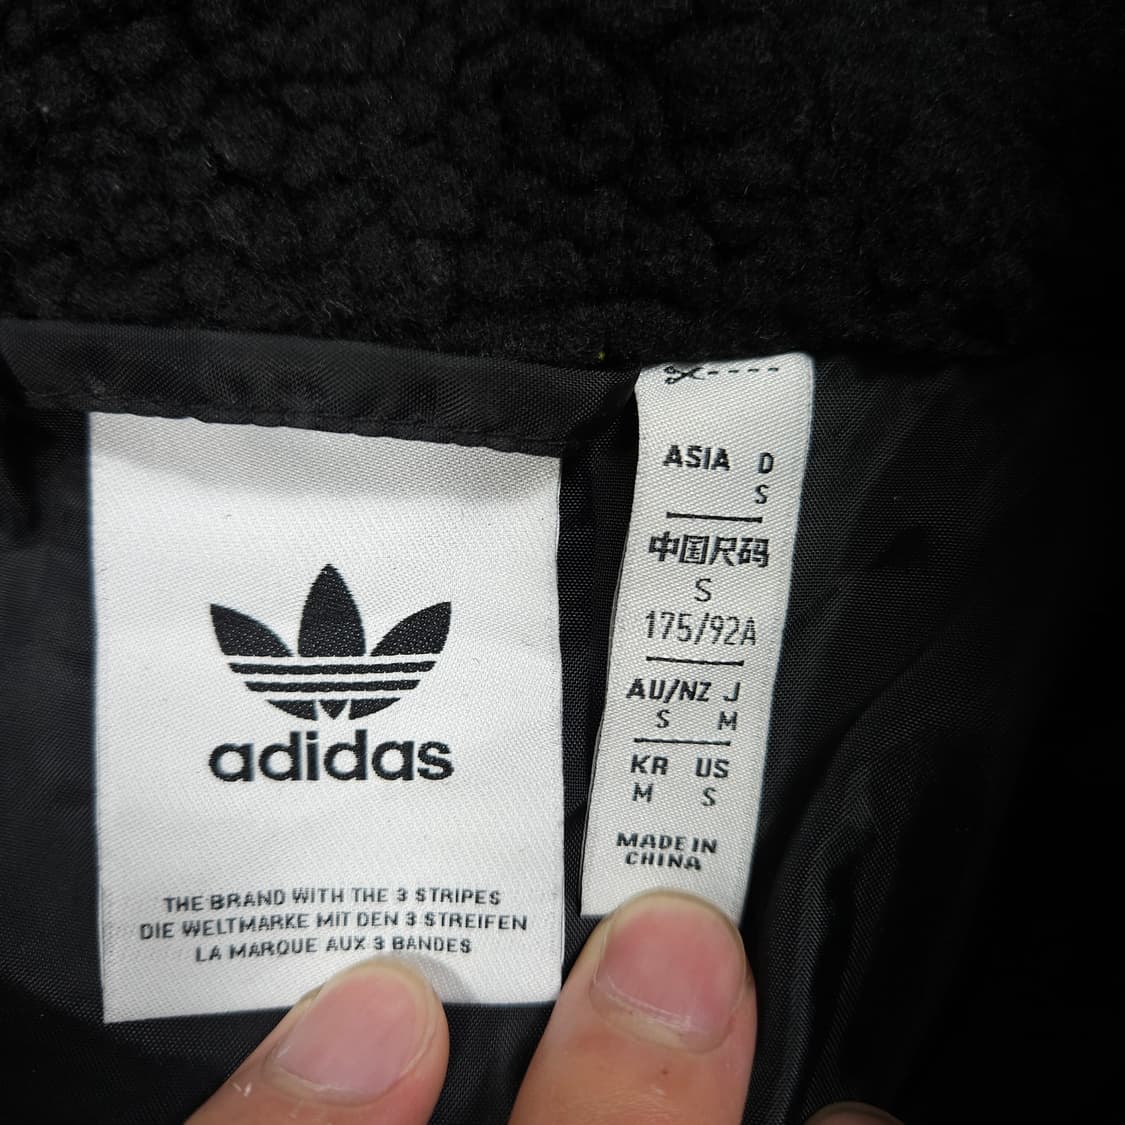 adidas
THE BRAND WITH THE 3 STRIPES
DIE WELTMARKE MIT DEN 3 STREIFEN
LA MARQUE AUX 3 BANDES
ASIA D
S
中国尺码
S
175/92A
AU/NZ J
S M
KR US
M S
MADE IN
CHINA